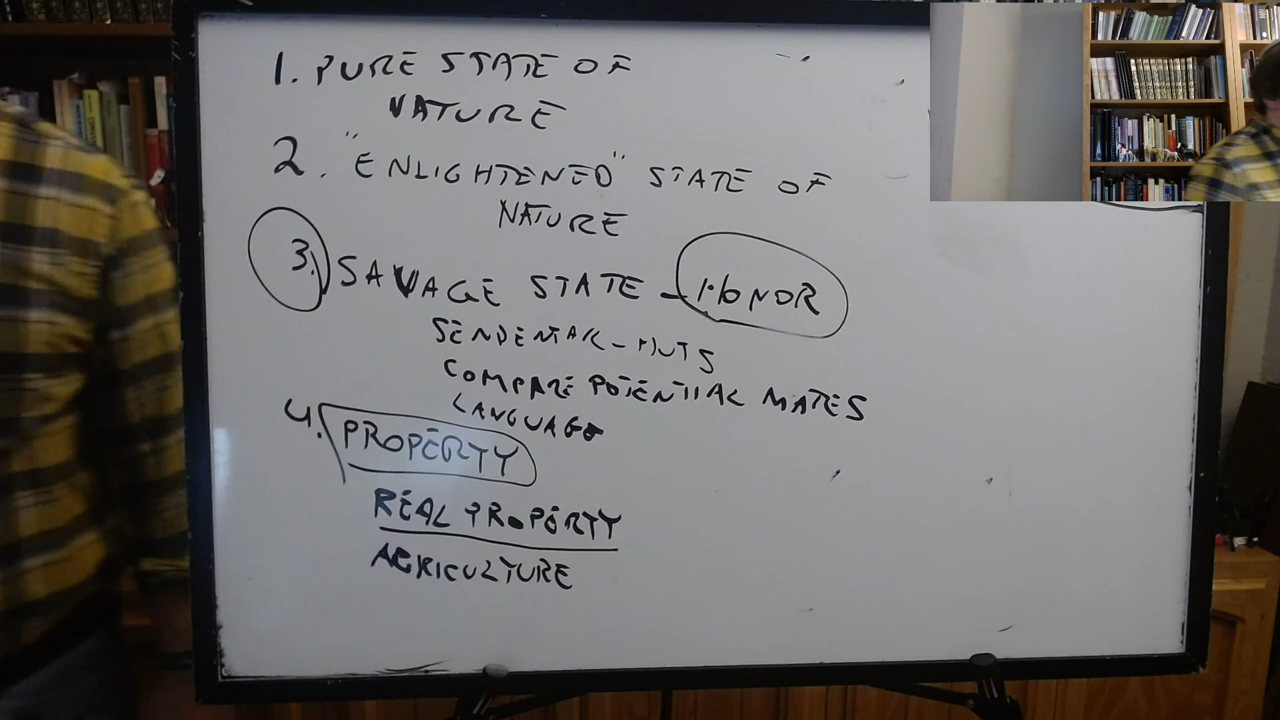 1. PURE STATE OF
NATURE
2. "ENLIGHTENED" STATE OF
NATURE
3. SAVAGE STATE - HONOR
SENDENTAR - HUTS
COMPARE POTENTIAL MATES
LANGUAGE
4. PROPERTY
REAL PROPERTY
AGRICULTURE